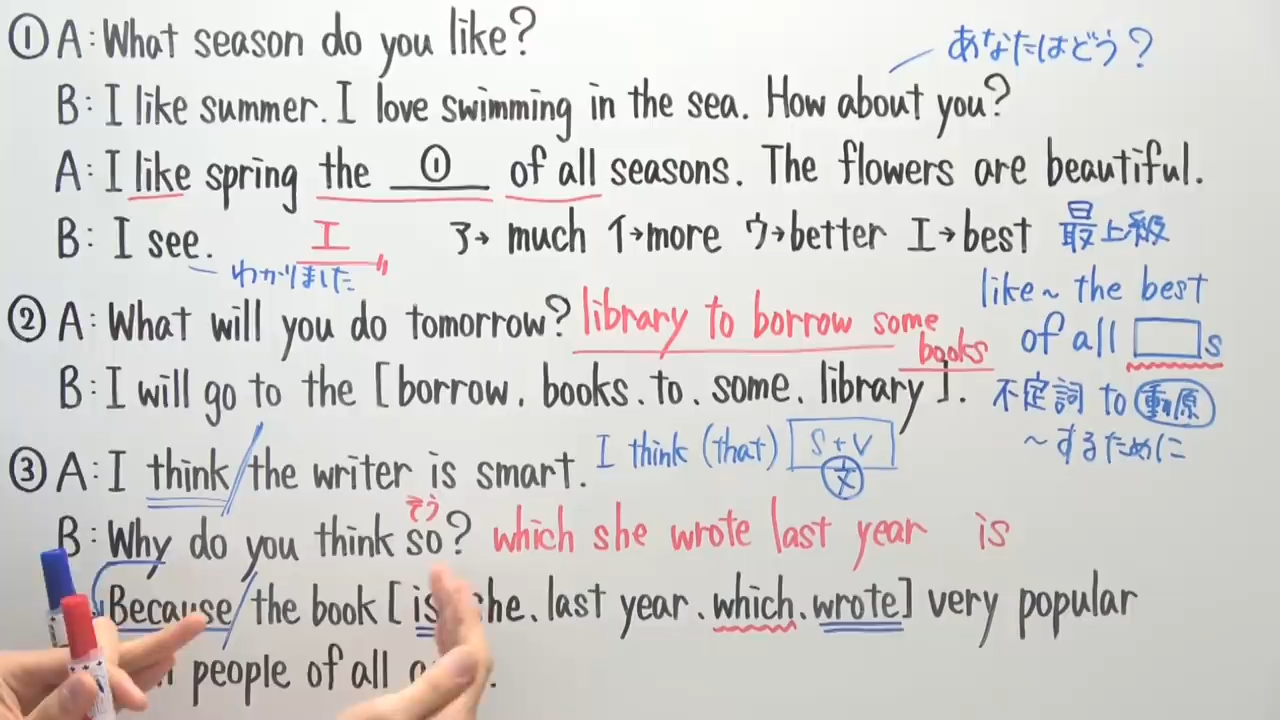 ① A: What season do you like?
あなたはどう?
B: I like summer. I love swimming in the sea. How about you?
A: I like spring the ① of all seasons. The flowers are beautiful.
B: I see. エ ア→much イ→more ウ→better エ→best 最上級
わかりました
like~ the best
of all s
② A: What will you do tomorrow? library to borrow some books
B: I will go to the [borrow, books, to, some, library].
不定詞 to 動原
~するために
③ A: I think/the writer is smart. I think (that) S+V
文
そう
B: Why do you think so? which she wrote last year is
Because/the book [is she, last year, which, wrote] very popular
people of all